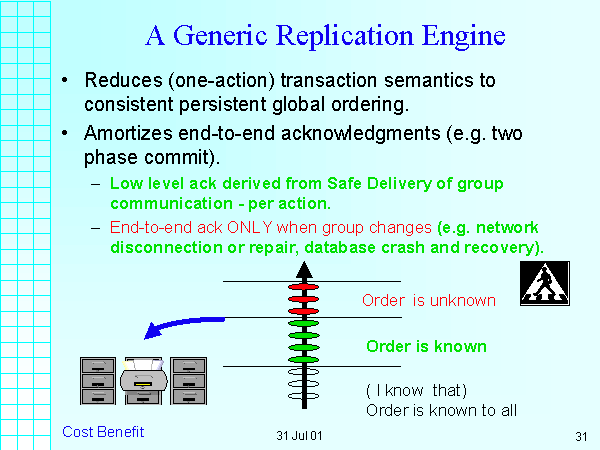 A Generic Replication Engine
• Reduces (one-action) transaction semantics to
consistent persistent global ordering.
• Amortizes end-to-end acknowledgments (e.g. two
phase commit).
– Low level ack derived from Safe Delivery of group
communication - per action.
– End-to-end ack ONLY when group changes (e.g. network
disconnection or repair, database crash and recovery).
Order is unknown
Order is known
( I know that)
Order is known to all
Cost Benefit
31 Jul 01
31